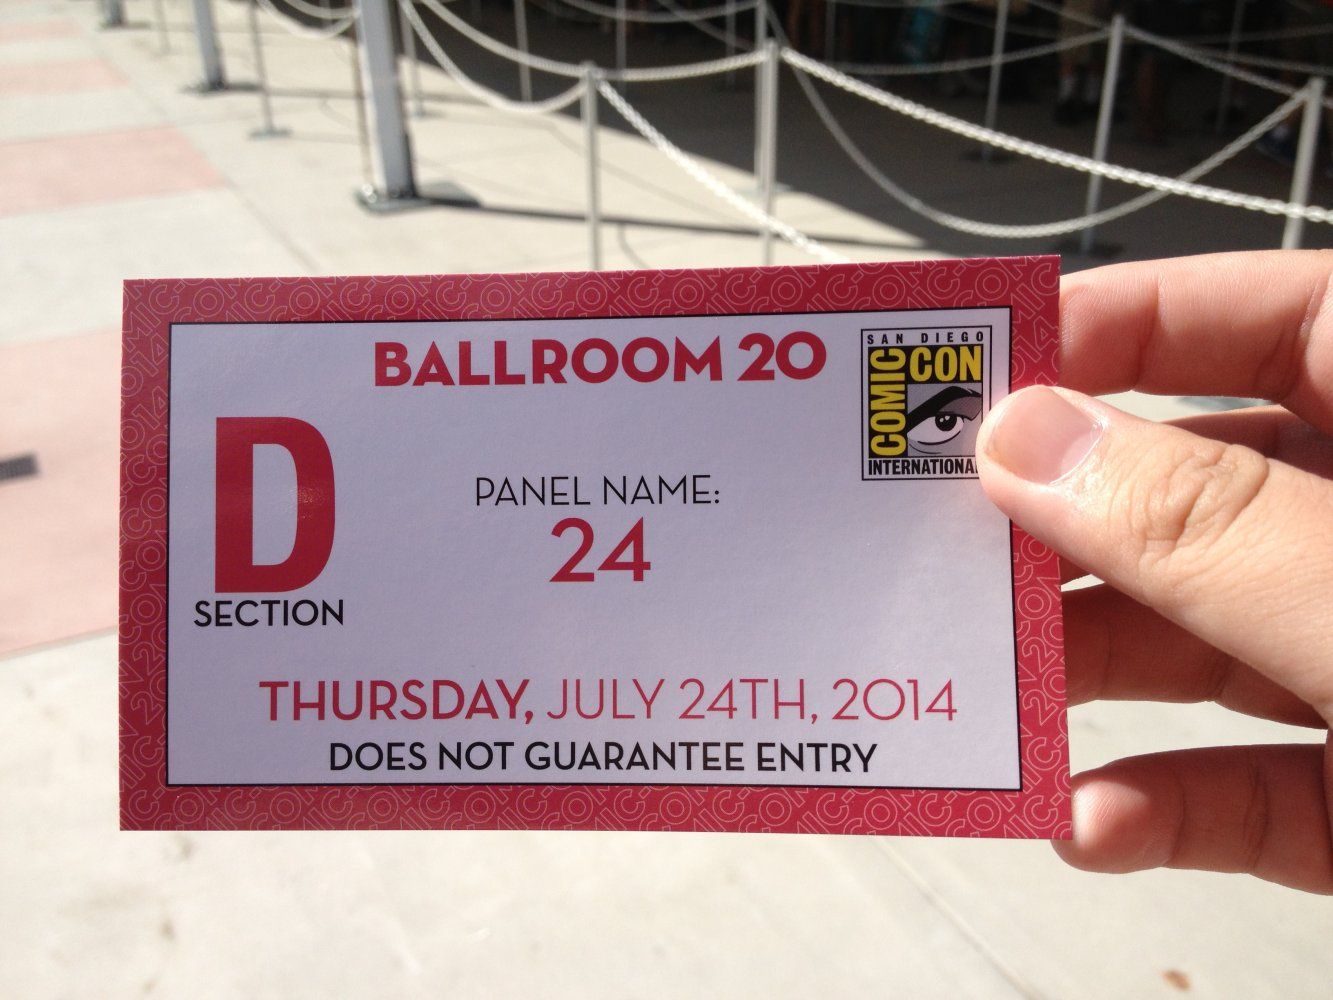 BALLROOM 20
SAN DIEGO
COMIC CON
INTERNATIONAL
D
SECTION
PANEL NAME:
24
THURSDAY, JULY 24TH, 2014
DOES NOT GUARANTEE ENTRY